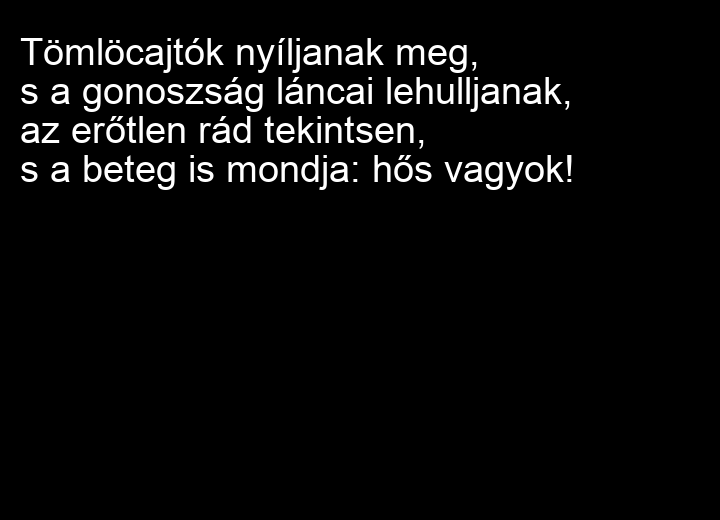 Tömlöcajtók nyíljanak meg,
s a gonoszság láncai lehulljanak,
az erőtlen rád tekintsen,
s a beteg is mondja: hős vagyok!